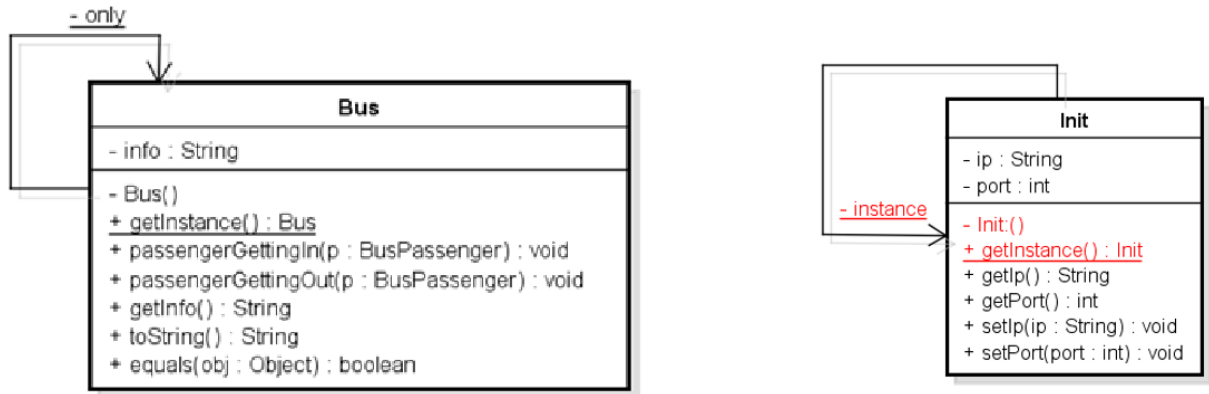 - only
Bus
- info : String
- Bus()
+ getInstance() : Bus
+ passengerGettingIn(p : BusPassenger) : void
+ passengerGettingOut(p : BusPassenger) : void
+ getInfo() : String
+ toString() : String
+ equals(obj : Object) : boolean
Init
- ip : String
- port : int
- instance
- Init:()
+ getInstance() : Init
+ getIp() : String
+ getPort() : int
+ setIp(ip : String) : void
+ setPort(port : int) : void